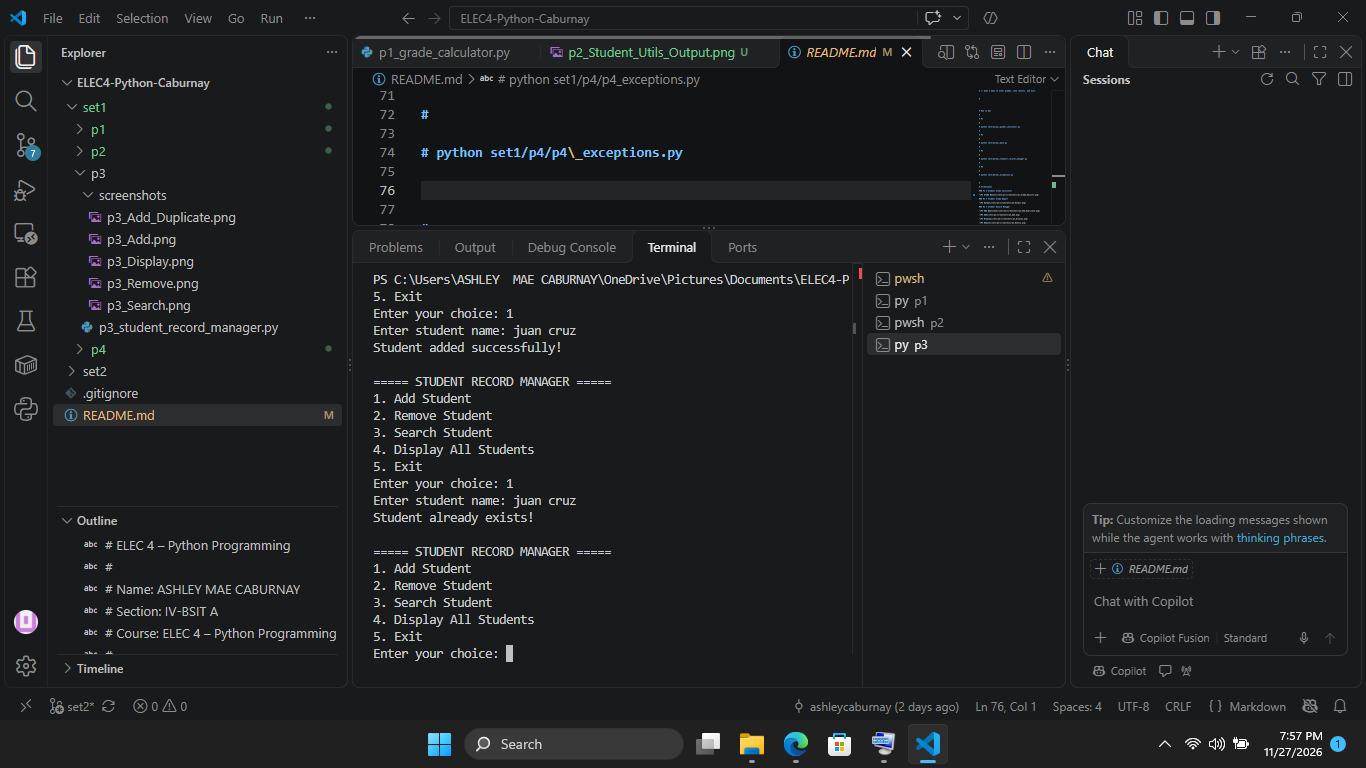 File Edit Selection View Go Run ···
ELEC4-Python-Caburnay
Explorer ···
ELEC4-Python-Caburnay
set1
p1
p2
p3
screenshots
p3_Add_Duplicate.png
p3_Add.png
p3_Display.png
p3_Remove.png
p3_Search.png
p3_student_record_manager.py
p4
set2
.gitignore
README.md M
7
Outline
abc # ELEC 4 – Python Programming
abc #
abc # Name: ASHLEY MAE CABURNAY
abc # Section: IV-BSIT A
abc # Course: ELEC 4 – Python Programming
Timeline
p1_grade_calculator.py p2_Student_Utils_Output.png U README.md M
README.md > abc # python set1/p4/p4_exceptions.py Text Editor
71
72 #
73
74 # python set1/p4/p4\_exceptions.py
75
76
77
Problems Output Debug Console Terminal Ports
PS C:\Users\ASHLEY  MAE CABURNAY\OneDrive\Pictures\Documents\ELEC4-P
5. Exit
Enter your choice: 1
Enter student name: juan cruz
Student added successfully!
===== STUDENT RECORD MANAGER =====
1. Add Student
2. Remove Student
3. Search Student
4. Display All Students
5. Exit
Enter your choice: 1
Enter student name: juan cruz
Student already exists!
===== STUDENT RECORD MANAGER =====
1. Add Student
2. Remove Student
3. Search Student
4. Display All Students
5. Exit
Enter your choice:
pwsh
py p1
pwsh p2
py p3
Chat
Sessions
Tip: Customize the loading messages shown
while the agent works with thinking phrases.
README.md
Chat with Copilot
Copilot Fusion Standard
Copilot
set2* 0 0 ashleycaburnay (2 days ago) Ln 76, Col 1 Spaces: 4 UTF-8 CRLF { } Markdown
Search
7:57 PM
11/27/2026
1